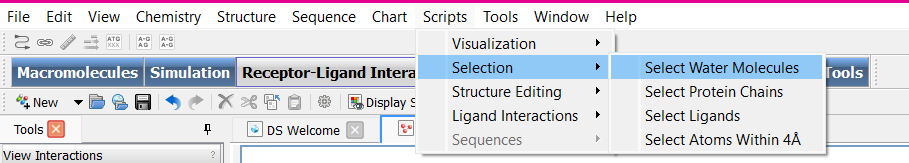 File Edit View Chemistry Structure Sequence Chart Scripts Tools Window Help
ATG
A•G
A•G
A•G
A•G
Visualization
Macromolecules Simulation Receptor-Ligand Intera Selection Select Water Molecules Tools
New Display S Structure Editing Select Protein Chains
Ligand Interactions Select Ligands
Tools DS Welcome Sequences Select Atoms Within 4Å
View Interactions